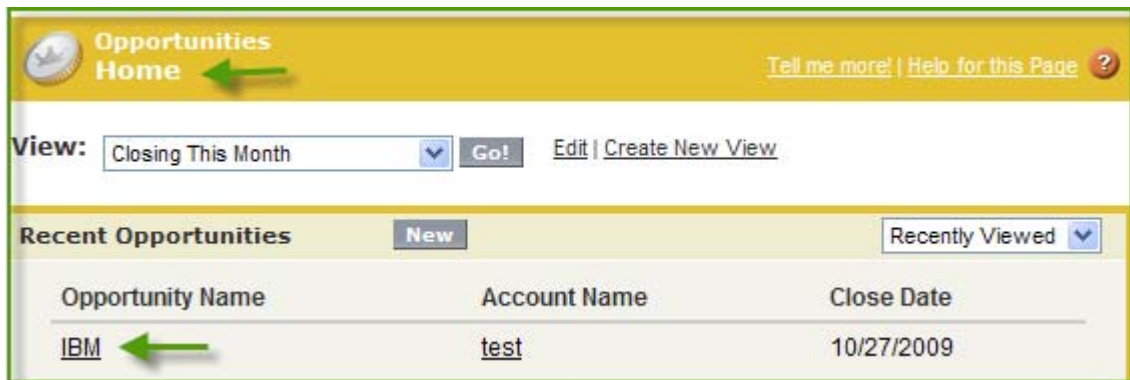 Opportunities
Home
Tell me more! | Help for this Page ?
View: Closing This Month Go! Edit | Create New View
Recent Opportunities New Recently Viewed
Opportunity Name Account Name Close Date
IBM test 10/27/2009